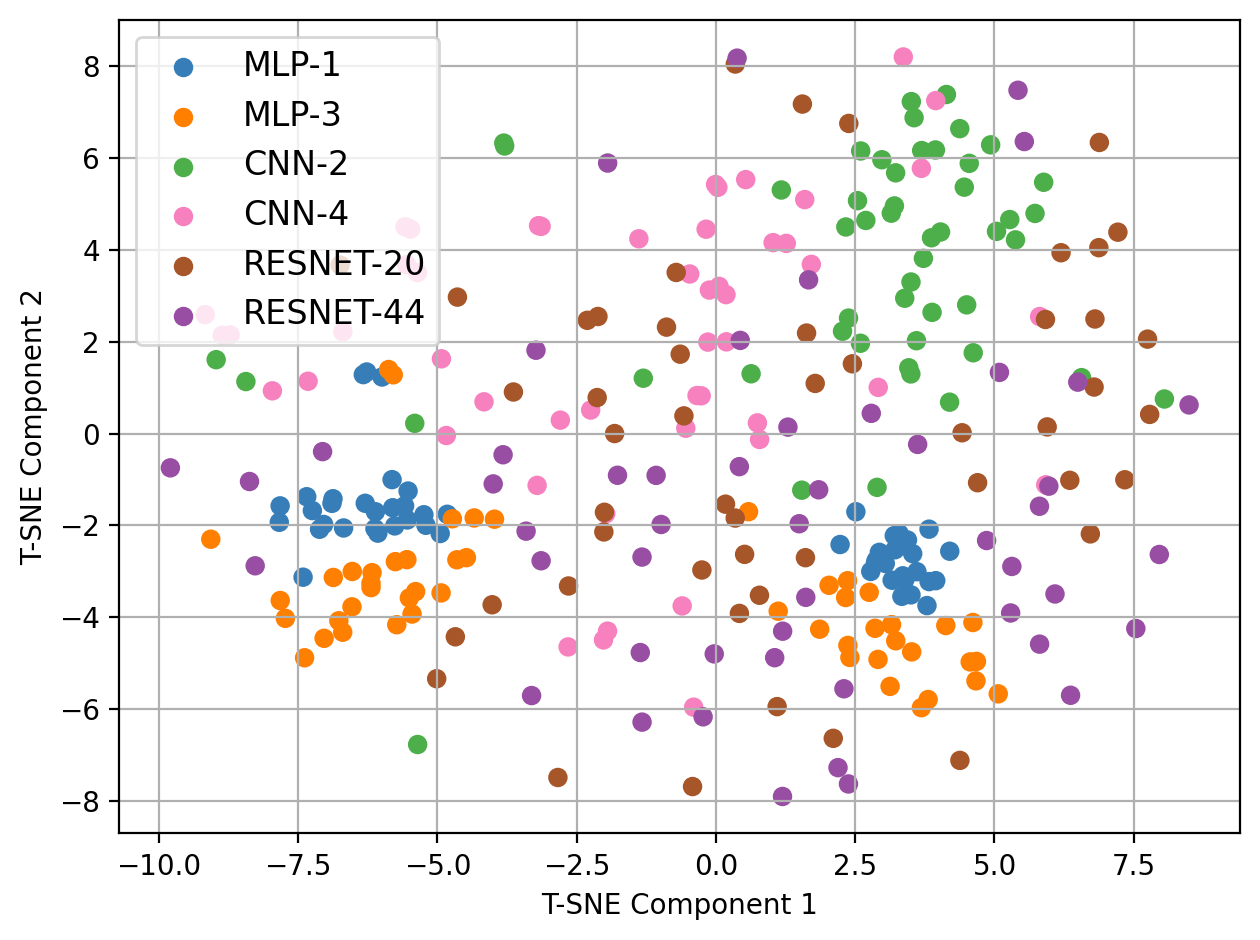 MLP-1
MLP-3
CNN-2
CNN-4
RESNET-20
RESNET-44
8
6
4
2
0
−2
−4
−6
−8
T-SNE Component 2
−10.0 −7.5 −5.0 −2.5 0.0 2.5 5.0 7.5
T-SNE Component 1